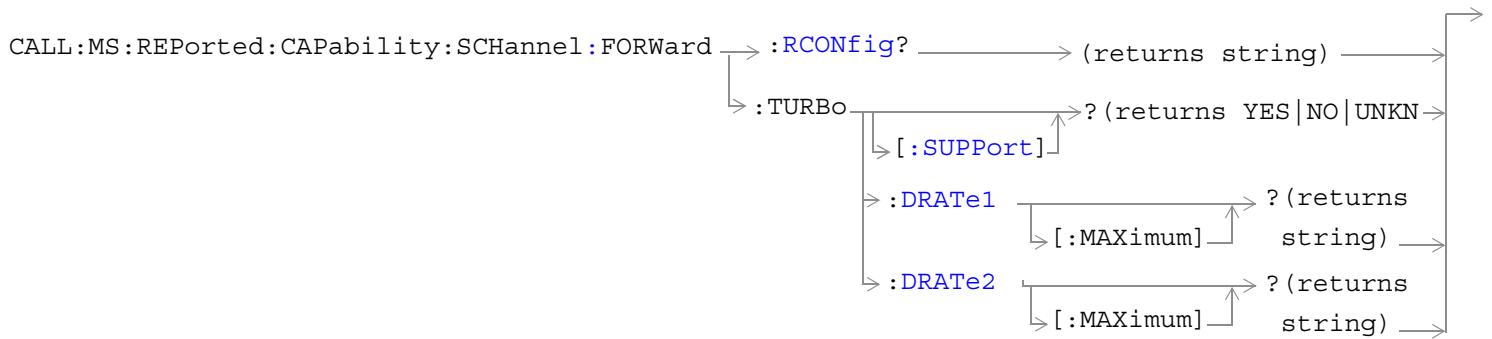 CALL:MS:REPorted:CAPability:SCHannel:FORWard :RCONfig? (returns string)
:TURBo ?(returns YES|NO|UNKN
[:SUPPort]
:DRATe1 ?(returns
[:MAXimum] string)
:DRATe2 ?(returns
[:MAXimum] string)